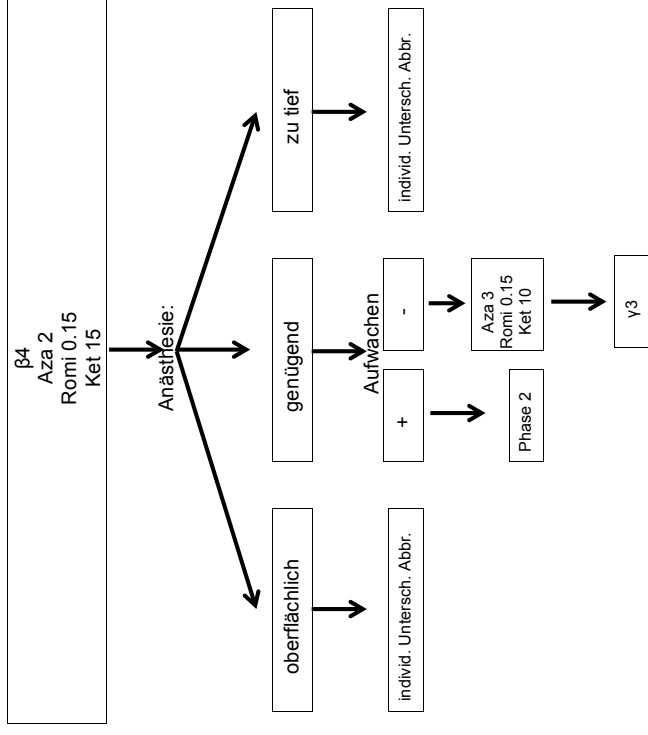 β4
Aza 2
Romi 0.15
Ket 15
Anästhesie:
oberflächlich
genügend
zu tief
individ. Untersch. Abbr.
Aufwachen
individ. Untersch. Abbr.
+
-
Phase 2
Aza 3
Romi 0.15
Ket 10
γ3